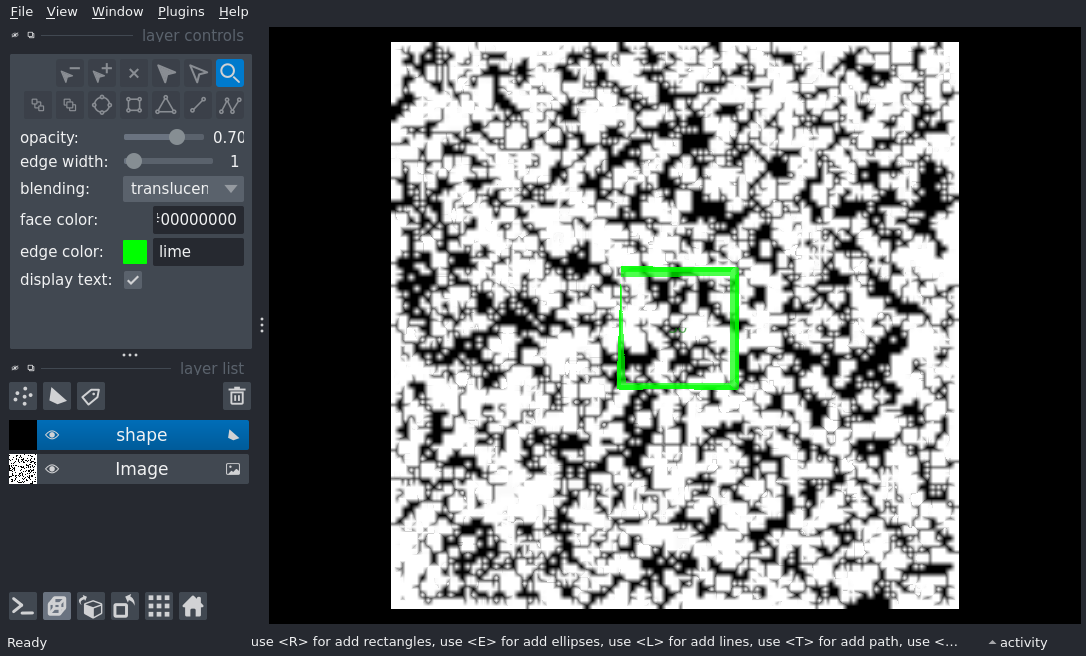 File View Window Plugins Help
layer controls
opacity: 0.70
edge width: 1
blending: translucen
face color: 00000000
edge color: lime
display text:
layer list
shape
Image
Ready use <R> for add rectangles, use <E> for add ellipses, use <L> for add lines, use <T> for add path, use <... activity